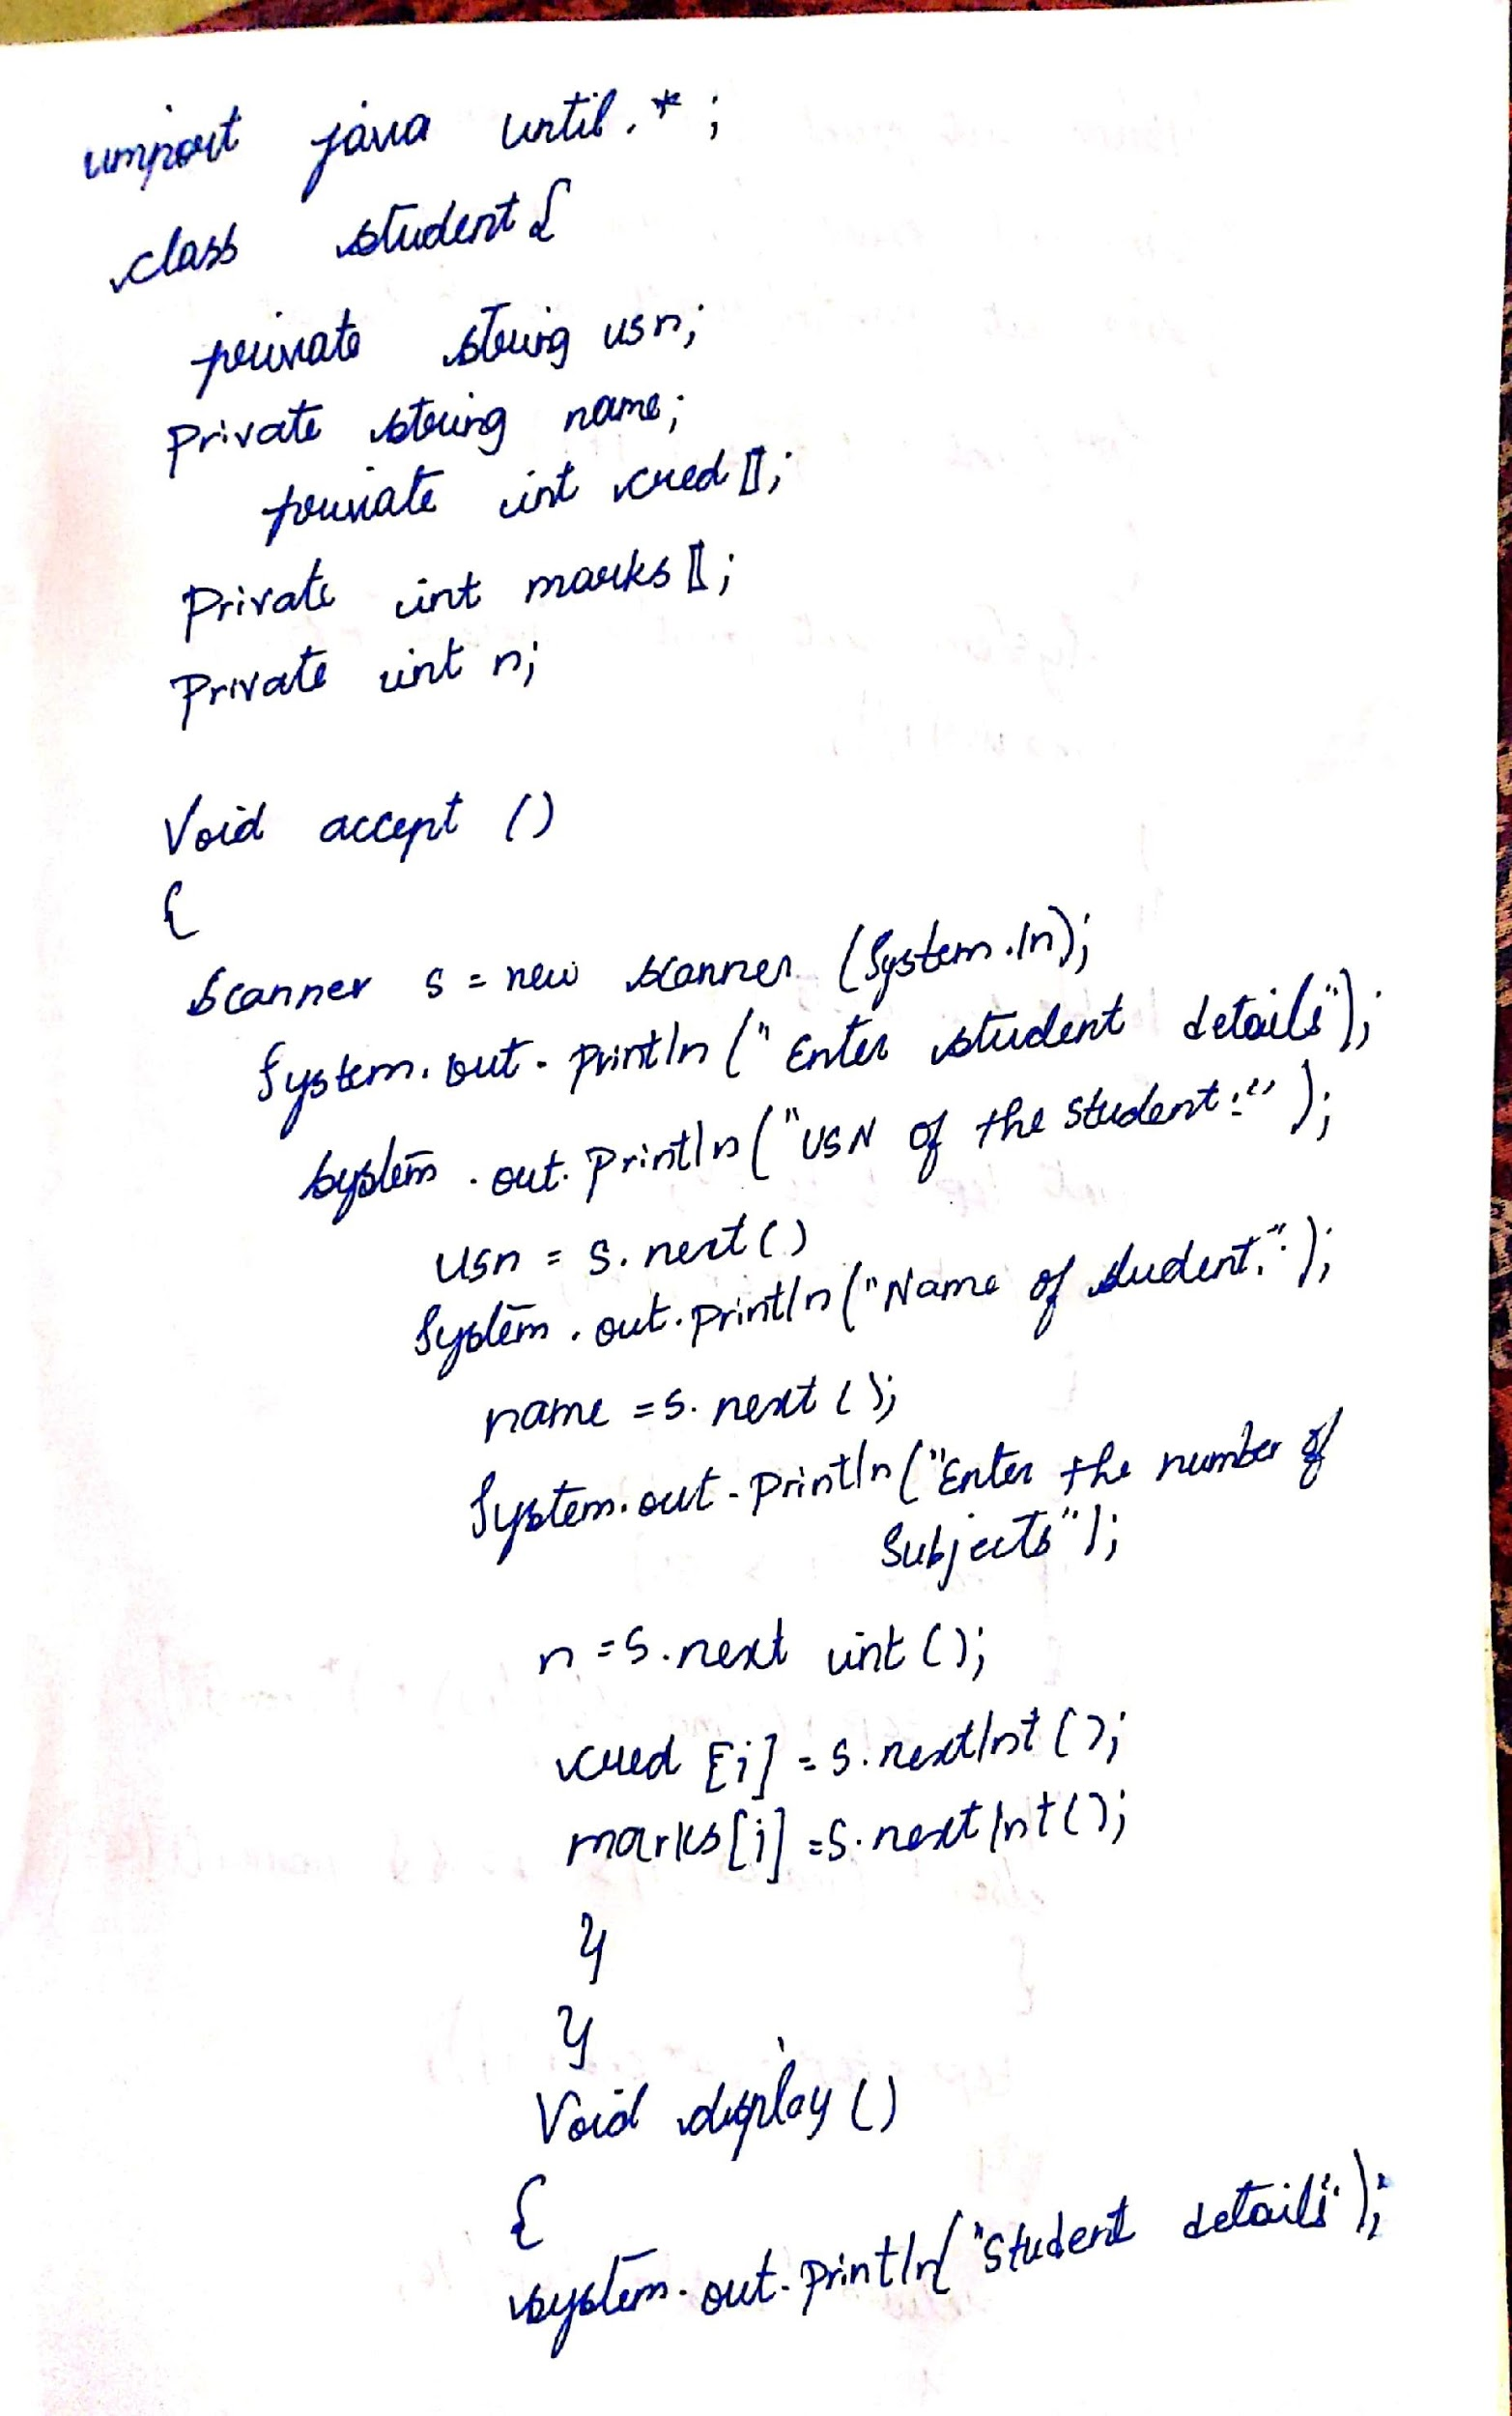 import java until.*;
class student {
private string usn;
Private string name;
private int cred [];
Private int marks [];
Private int n;
Void accept ()
{
Scanner s = new scanner (System.In);
System.out.println (" Enter student details");
System.out.Println ("USN of the student:" );
usn = s.next ()
System.out.println ("Name of student:");
name = s.next ();
System.out.Println ("Enter the number of
Subjects");
n = s.next int ();
cred [i] = s.nextInt ();
marks [i] = s.nextInt ();
}
}
Void display ()
{
System.out.println( "Student details");